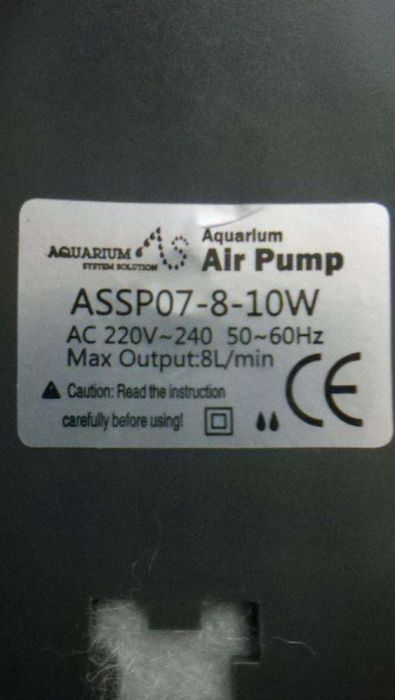 AQUARIUM
SYSTEM SOLUTION
AS
Aquarium
Air Pump
ASSP07-8-10W
AC 220V~240 50~60Hz
Max Output:8L/min
CE
Caution: Read the instruction
carefully before using!